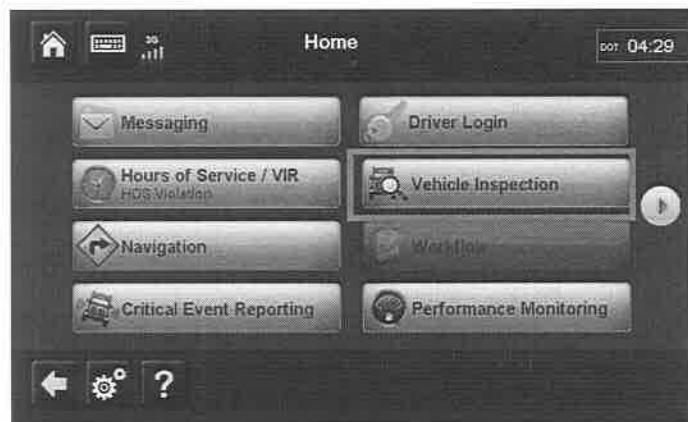 3G
Home
DOT 04:29
Messaging
Driver Login
Hours of Service / VIR
HOS Violation
Vehicle Inspection
Navigation
Workflow
Critical Event Reporting
Performance Monitoring
?